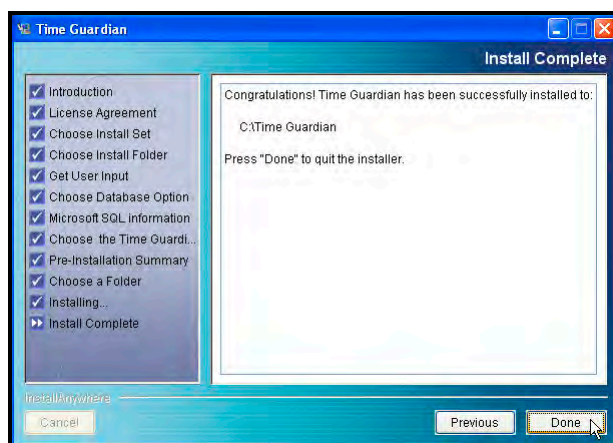 Time Guardian
Install Complete
Introduction
License Agreement
Choose Install Set
Choose Install Folder
Get User Input
Choose Database Option
Microsoft SQL information
Choose the Time Guardi...
Pre-Installation Summary
Choose a Folder
Installing...
Install Complete
Congratulations! Time Guardian has been successfully installed to:
C:\Time Guardian
Press "Done" to quit the installer.
InstallAnywhere
Cancel
Previous
Done